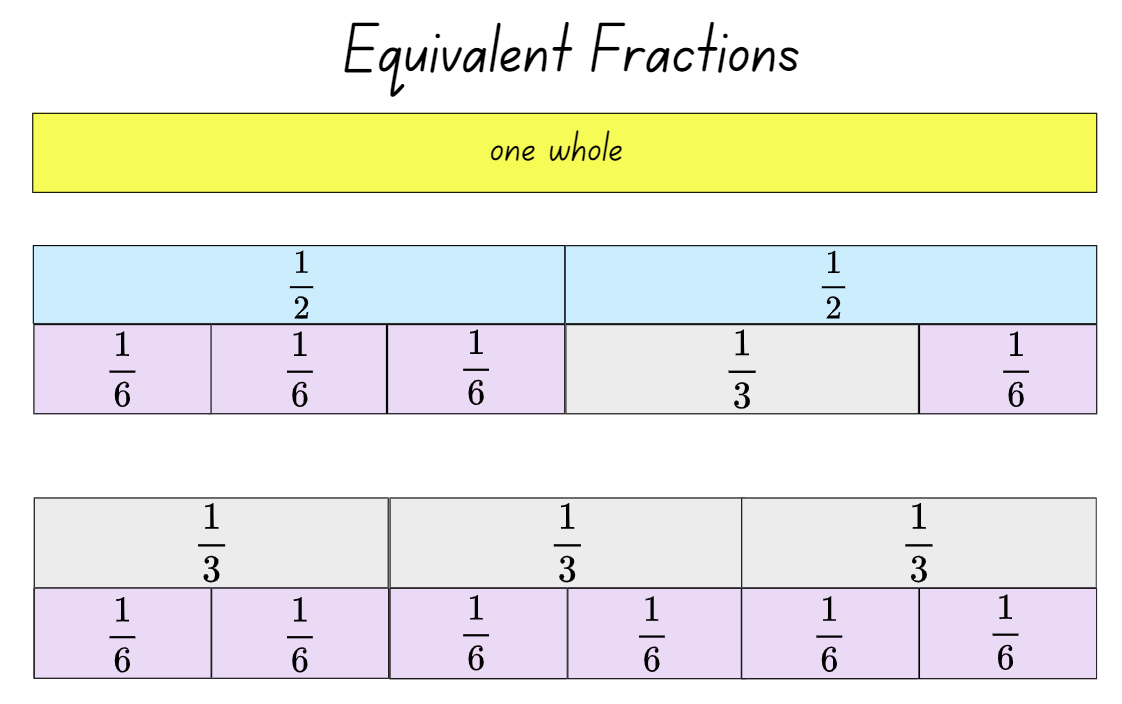 Equivalent Fractions
one whole
1/2 1/2
1/6 1/6 1/6 1/3 1/6
1/3 1/3 1/3
1/6 1/6 1/6 1/6 1/6 1/6